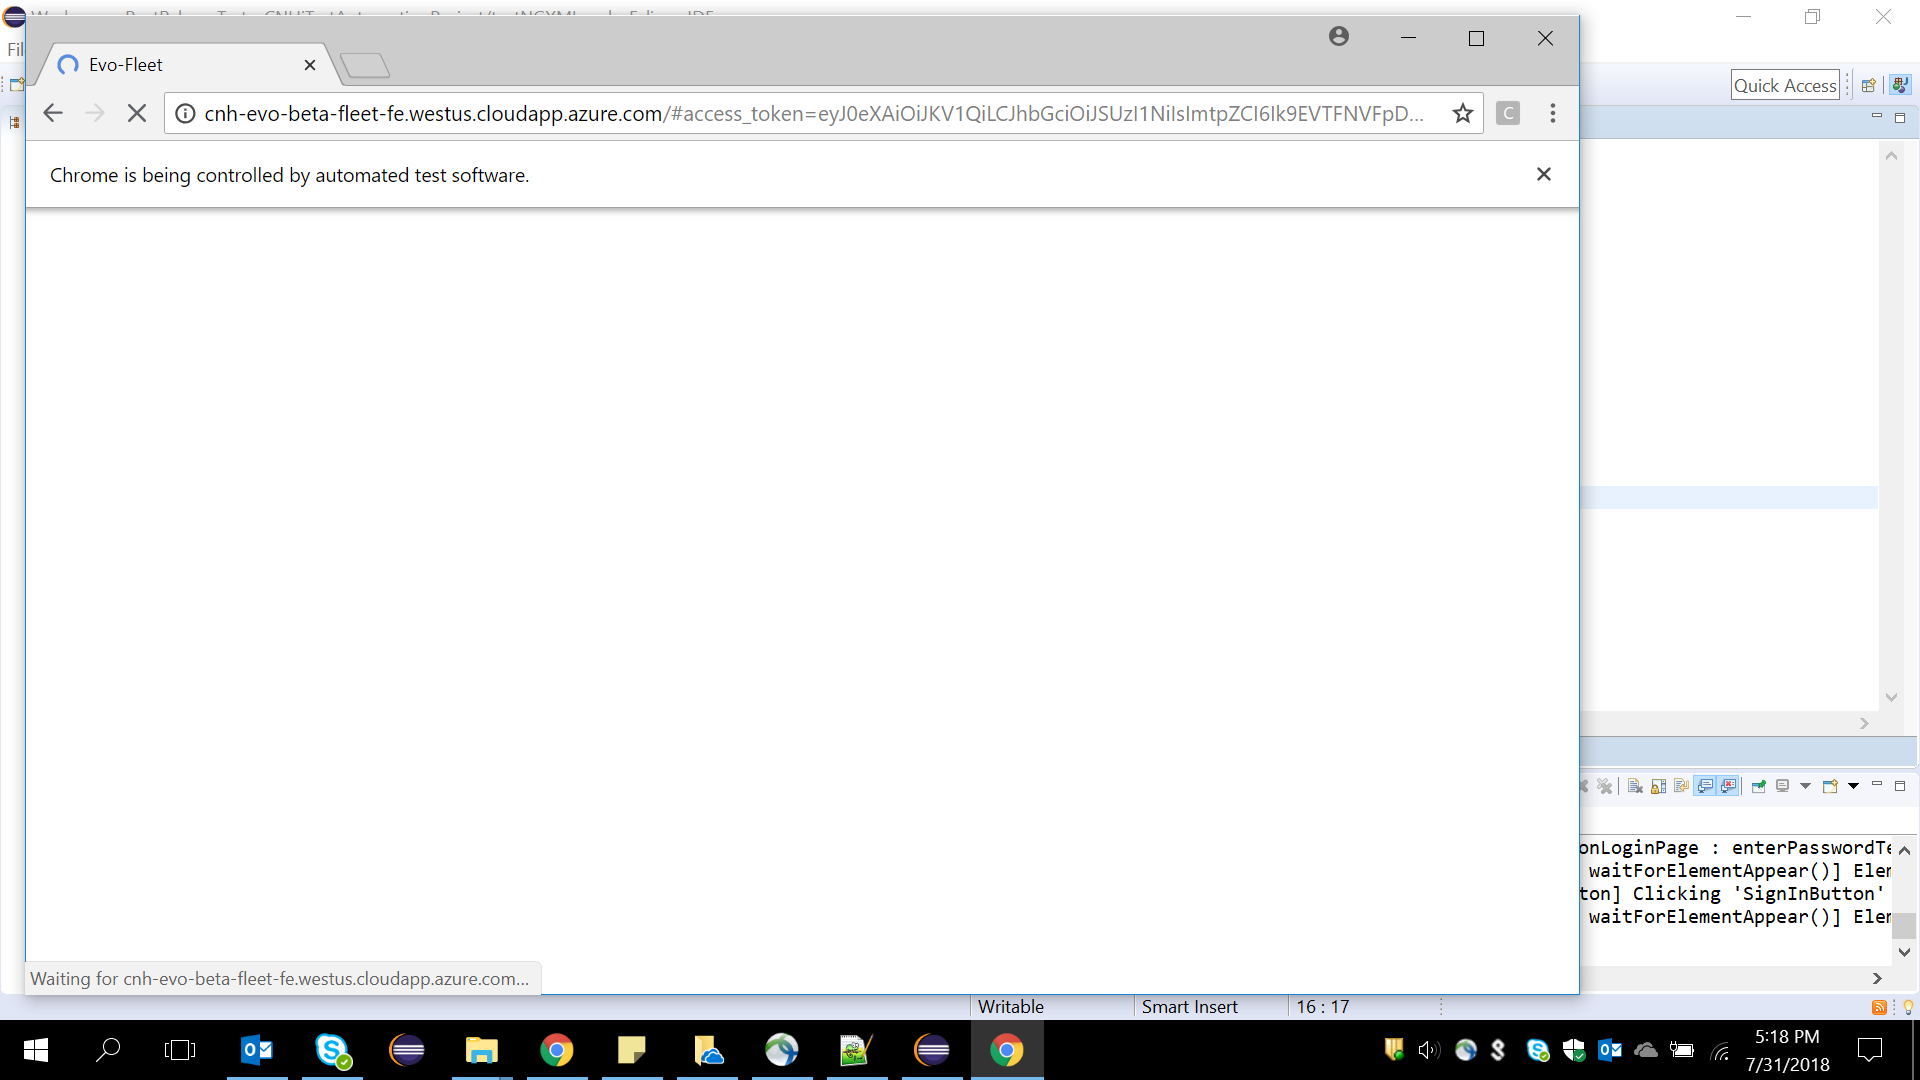 Evo-Fleet
Fil
Quick Access
cnh-evo-beta-fleet-fe.westus.cloudapp.azure.com/#access_token=eyJ0eXAiOiJKV1QiLCJhbGciOiJSUzI1NiIsImtpZCI6Ik9EVTFNVFpD...
C
Chrome is being controlled by automated test software.
onLoginPage : enterPasswordTe
waitForElementAppear()] Elem
ton] Clicking 'SignInButton'
waitForElementAppear()] Elem
Waiting for cnh-evo-beta-fleet-fe.westus.cloudapp.azure.com...
Writable
Smart Insert
16 : 17
5:18 PM
7/31/2018